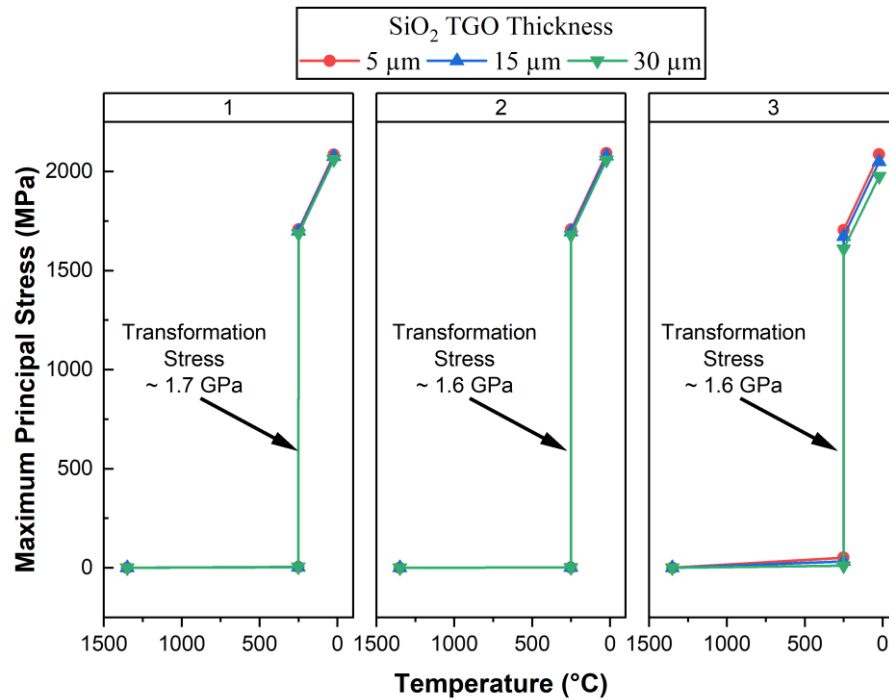 SiO₂ TGO Thickness
5 µm 15 µm 30 µm
1 2 3
Maximum Principal Stress (MPa)
2000
1500
1000
500
0
Transformation
Stress
~ 1.7 GPa
Transformation
Stress
~ 1.6 GPa
Transformation
Stress
~ 1.6 GPa
1500 1000 500 0 1500 1000 500 0 1500 1000 500 0
Temperature (°C)